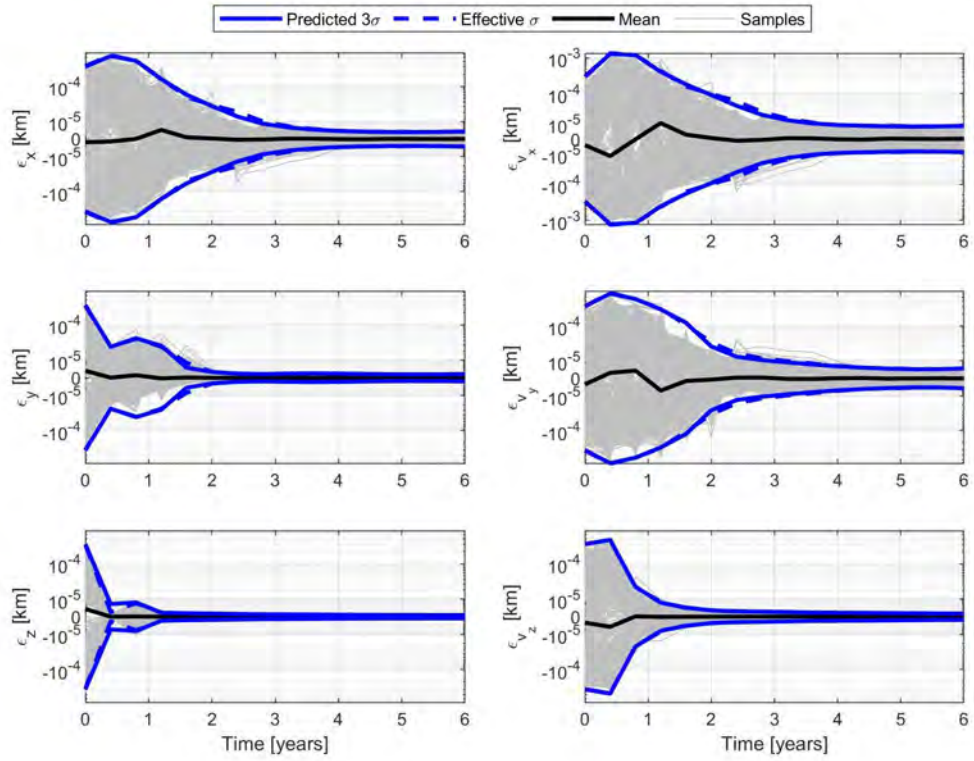 Predicted 3σ Effective σ Mean Samples
10⁻⁴
10⁻⁵
0
-10⁻⁵
-10⁻⁴
ϵx [km]
0 1 2 3 4 5 6
10⁻³
10⁻⁴
10⁻⁵
0
-10⁻⁵
-10⁻⁴
-10⁻³
ϵvx [km]
0 1 2 3 4 5 6
10⁻⁴
10⁻⁵
0
-10⁻⁵
-10⁻⁴
ϵy [km]
0 1 2 3 4 5 6
10⁻⁴
10⁻⁵
0
-10⁻⁵
-10⁻⁴
ϵvy [km]
0 1 2 3 4 5 6
10⁻⁴
10⁻⁵
0
-10⁻⁵
-10⁻⁴
ϵz [km]
0 1 2 3 4 5 6
Time [years]
10⁻⁴
10⁻⁵
0
-10⁻⁵
-10⁻⁴
ϵvz [km]
0 1 2 3 4 5 6
Time [years]